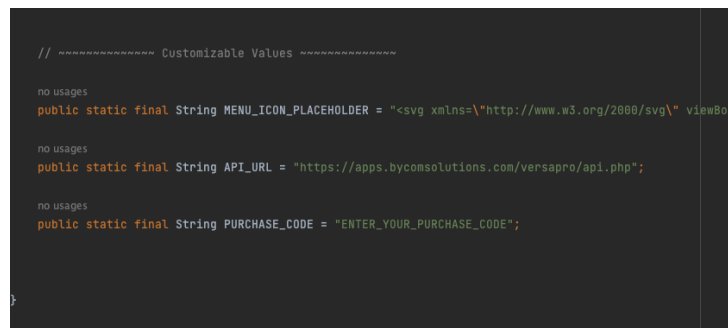 // ~~~~~~~~~~~~~~ Customizable Values ~~~~~~~~~~~~~~
no usages
public static final String MENU_ICON_PLACEHOLDER = "<svg xmlns=\"http://www.w3.org/2000/svg\" viewBo
no usages
public static final String API_URL = "https://apps.bycomsolutions.com/versapro/api.php";
no usages
public static final String PURCHASE_CODE = "ENTER_YOUR_PURCHASE_CODE";
}